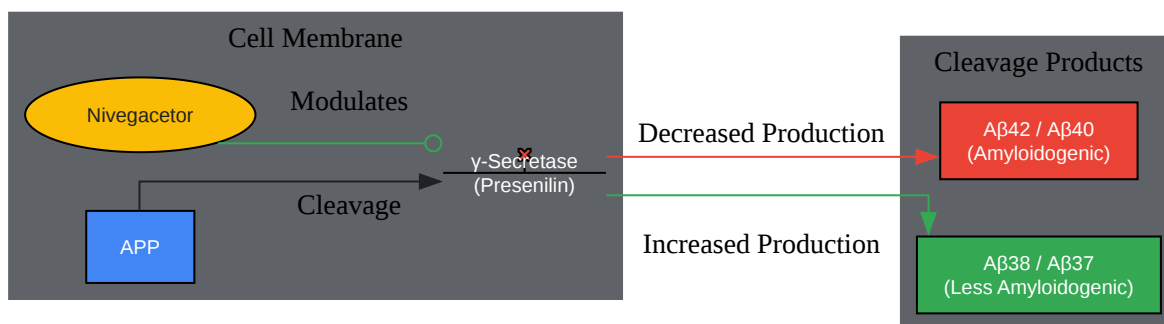 Cell Membrane
Cleavage Products
Nivegacetor
Modulates
γ-Secretase
(Presenilin)
Decreased Production
Aβ42 / Aβ40
(Amyloidogenic)
Cleavage
APP
Increased Production
Aβ38 / Aβ37
(Less Amyloidogenic)